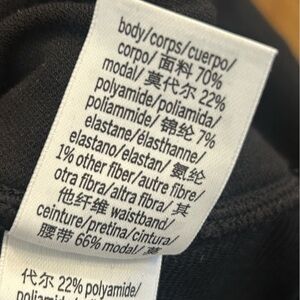 body/corps/cuerpo/
corpo/面料 70%
modal/莫代尔 22%
polyamide/poliamida/
poliammide/锦纶 7%
elastane/élasthanne/
elastano/elastan/氨纶
1% other fiber/autre fibre/
otra fibra/altra fibra/其
他纤维 waistband/
ceinture/pretina/cintura/
腰带 66% modal/莫
代尔 22% polyamide/